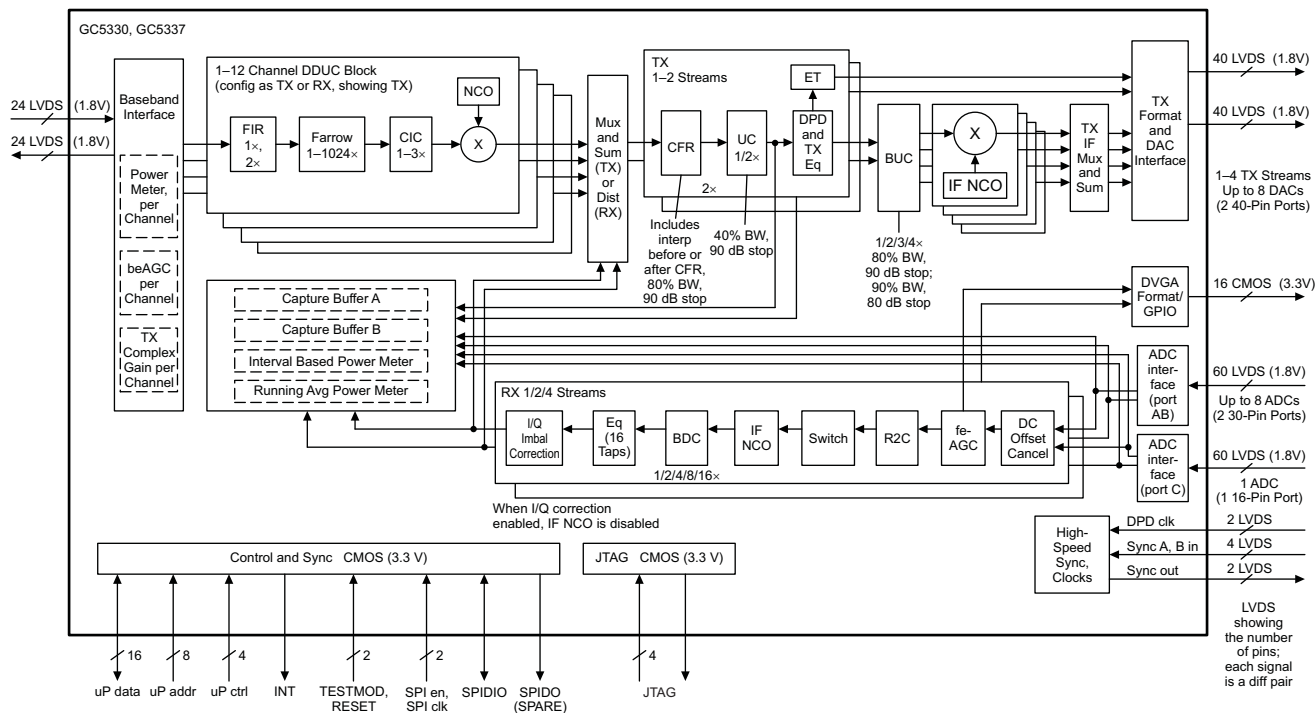 GC5330, GC5337
24 LVDS (1.8V)
24 LVDS (1.8V)
Baseband
Interface
Power
Meter,
per
Channel
beAGC
per
Channel
TX
Complex
Gain per
Channel
1–12 Channel DDUC Block
(config as TX or RX, showing TX)
FIR
1×,
2×
Farrow
1–1024×
CIC
1–3×
NCO
X
Mux
and
Sum
(TX)
or
Dist
(RX)
TX
1–2 Streams
CFR
UC
1/2×
ET
DPD
and
TX
Eq
2×
Includes
interp
before or
after CFR,
80% BW,
90 dB stop
40% BW,
90 dB stop
BUC
1/2/3/4×
80% BW,
90 dB stop;
90% BW,
80 dB stop
X
IF NCO
TX
IF
Mux
and
Sum
TX
Format
and
DAC
Interface
40 LVDS (1.8V)
40 LVDS (1.8V)
1–4 TX Streams
Up to 8 DACs
(2 40-Pin Ports)
Capture Buffer A
Capture Buffer B
Interval Based Power Meter
Running Avg Power Meter
DVGA
Format/
GPIO
16 CMOS (3.3V)
ADC
inter-
face
(port
AB)
60 LVDS (1.8V)
Up to 8 ADCs
(2 30-Pin Ports)
ADC
inter-
face
(port C)
60 LVDS (1.8V)
1 ADC
(1 16-Pin Port)
RX 1/2/4 Streams
I/Q
Imbal
Correction
Eq
(16
Taps)
BDC
IF
NCO
Switch
R2C
fe-
AGC
DC
Offset
Cancel
1/2/4/8/16×
When I/Q correction
enabled, IF NCO is disabled
High-
Speed
Sync,
Clocks
DPD clk
Sync A, B in
Sync out
2 LVDS
4 LVDS
2 LVDS
LVDS
showing
the number
of pins;
each signal
is a diff pair
Control and Sync CMOS (3.3 V)
JTAG CMOS (3.3 V)
16
8
4
2
2
4
uP data
uP addr
uP ctrl
INT
TESTMOD,
RESET
SPI en,
SPI clk
SPIDIO
SPIDO
(SPARE)
JTAG